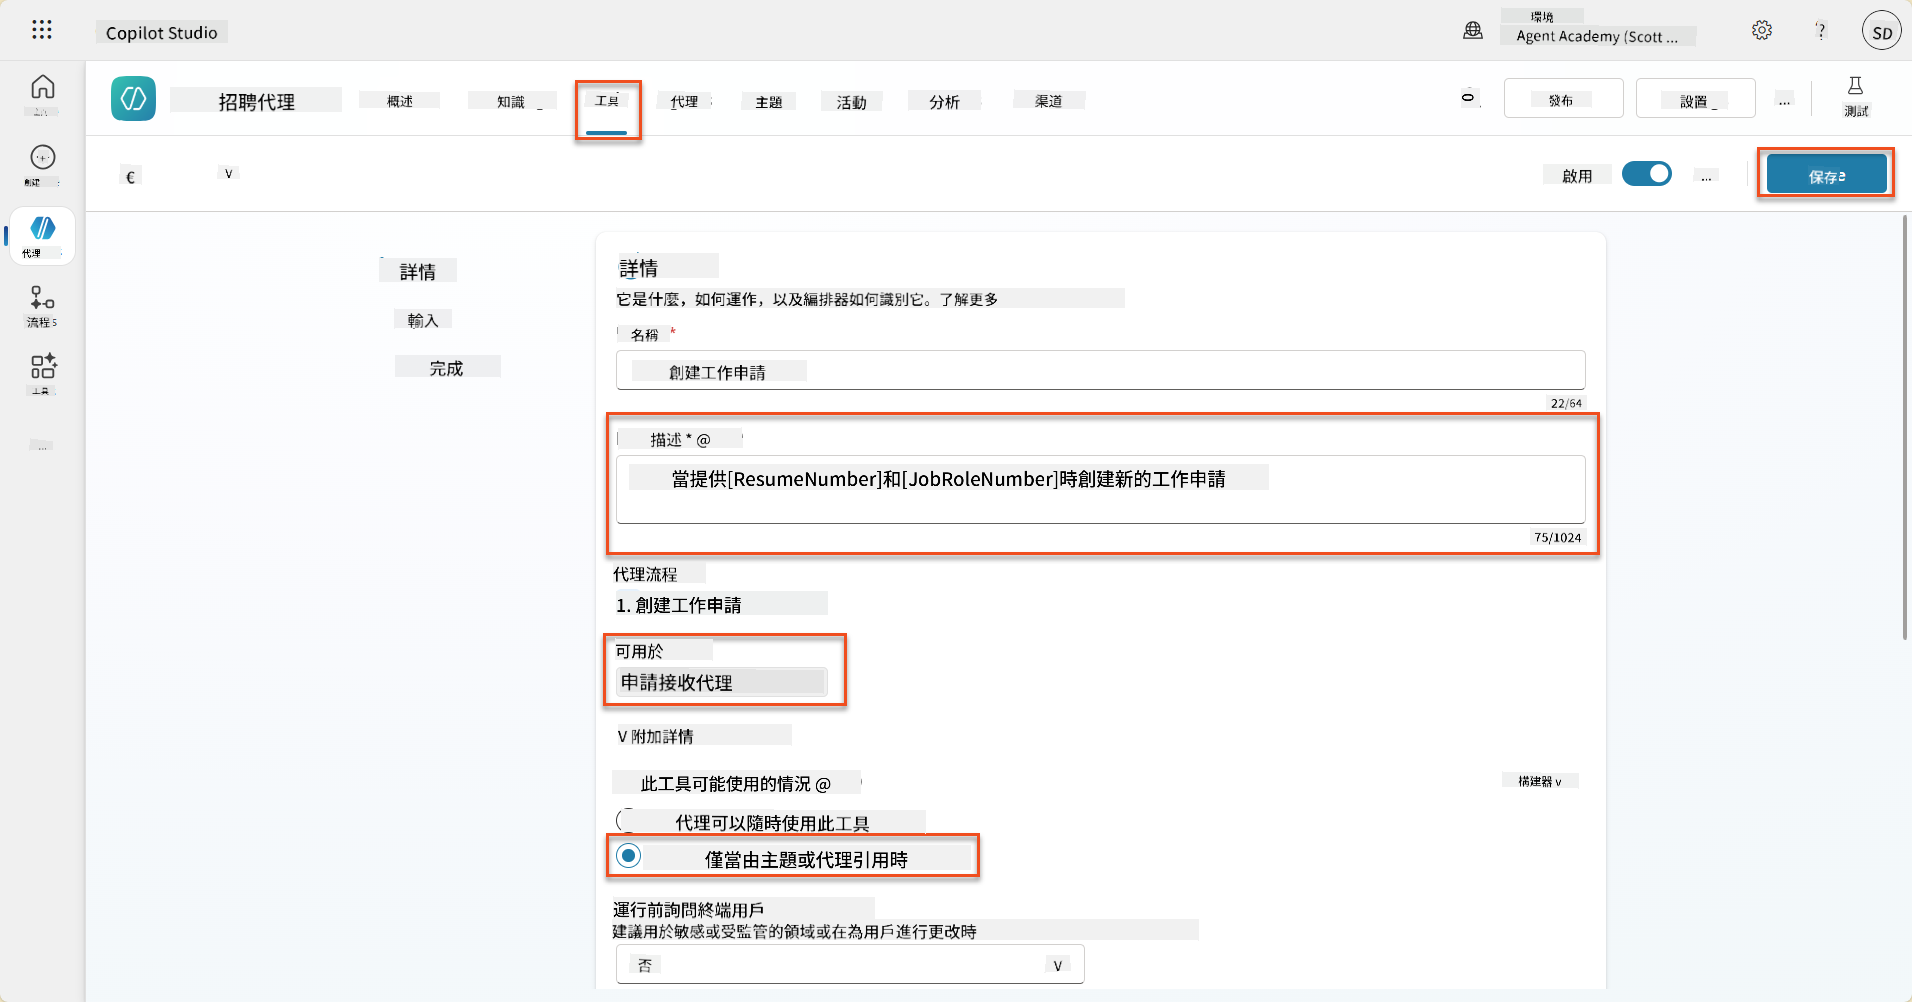 Copilot Studio
環境
Agent Academy (Scott ...
?
SD
招聘代理
概述
知識
工具
代理
主題
活動
分析
渠道
發布
設置
...
測試
創建
代理
流程
工具
...
€
V
啟用
...
保存
詳情
輸入
完成
詳情
它是什麼，如何運作，以及編排器如何識別它。了解更多
名稱 *
創建工作申請
22/64
描述 * @
當提供[ResumeNumber]和[JobRoleNumber]時創建新的工作申請
75/1024
代理流程
1. 創建工作申請
可用於
申請接收代理
V 附加詳情
此工具可能使用的情況 @
構建器 v
代理可以隨時使用此工具
僅當由主題或代理引用時
運行前詢問終端用戶
建議用於敏感或受監管的領域或在為用戶進行更改時
否
V